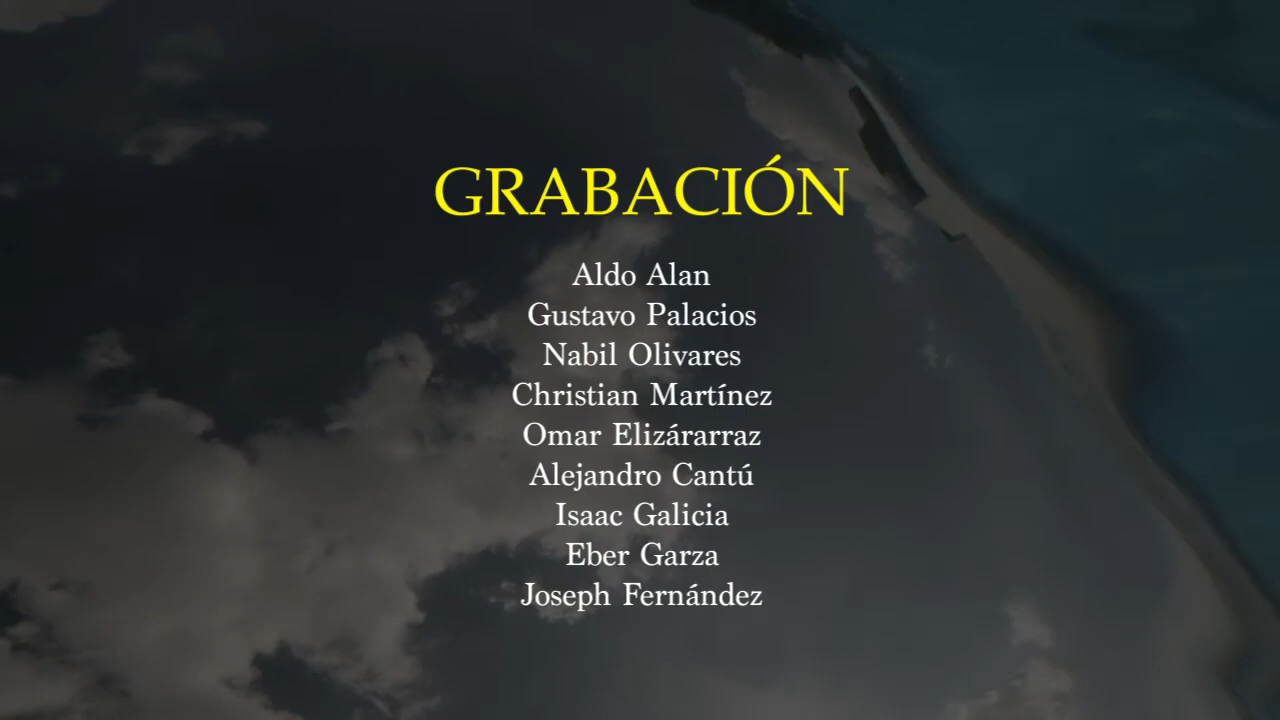 GRABACIÓN
Aldo Alan
Gustavo Palacios
Nabil Olivares
Christian Martínez
Omar Elizárarraz
Alejandro Cantú
Isaac Galicia
Eber Garza
Joseph Fernández